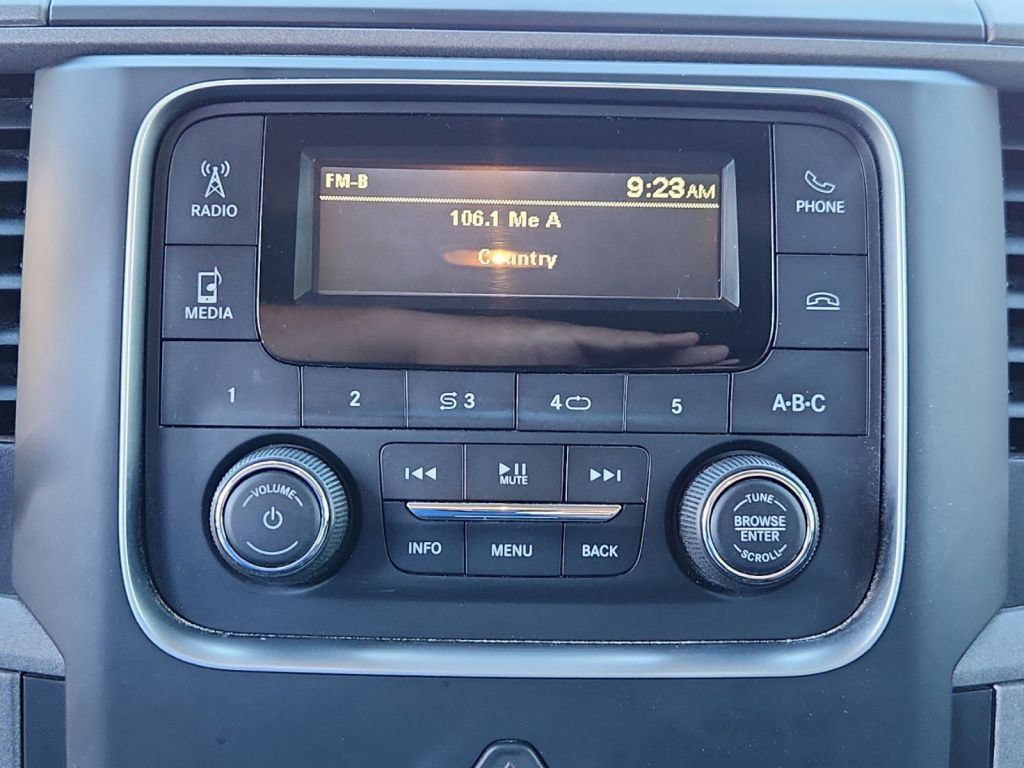 FM-B 9:23AM
106.1 Me A
Country
RADIO
MEDIA
PHONE
1 2 3 4 5 A·B·C
VOLUME
MUTE
INFO MENU BACK
TUNE
BROWSE
ENTER
SCROLL